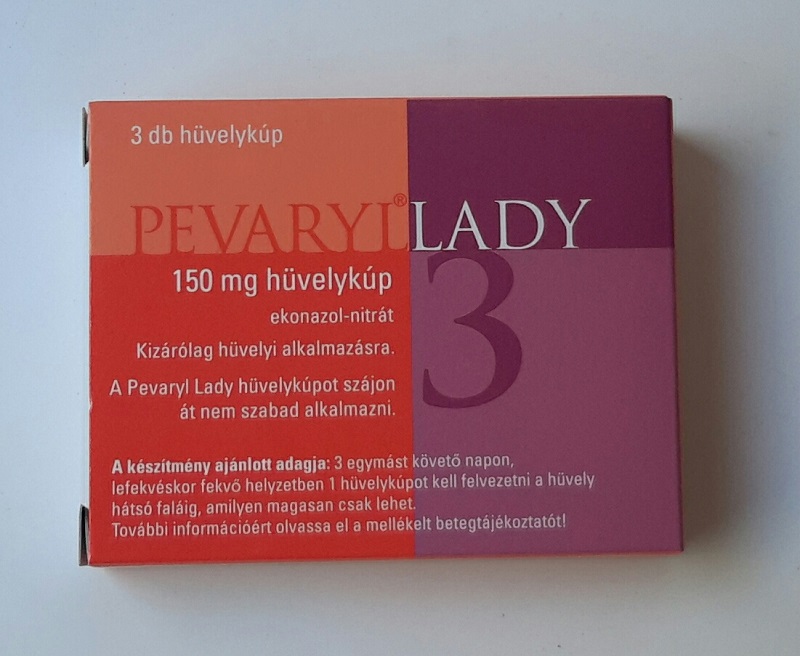 3 db hüvelykúp
PEVARYL®LADY
150 mg hüvelykúp
3
ekonazol-nitrát
Kizárólag hüvelyi alkalmazásra.
A Pevaryl Lady hüvelykúpot szájon
át nem szabad alkalmazni.
A készítmény ajánlott adagja: 3 egymást követő napon,
lefekvéskor fekvő helyzetben 1 hüvelykúpot kell felvezetni a hüvely
hátsó faláig, amilyen magasan csak lehet.
További információért olvassa el a mellékelt betegtájékoztatót!